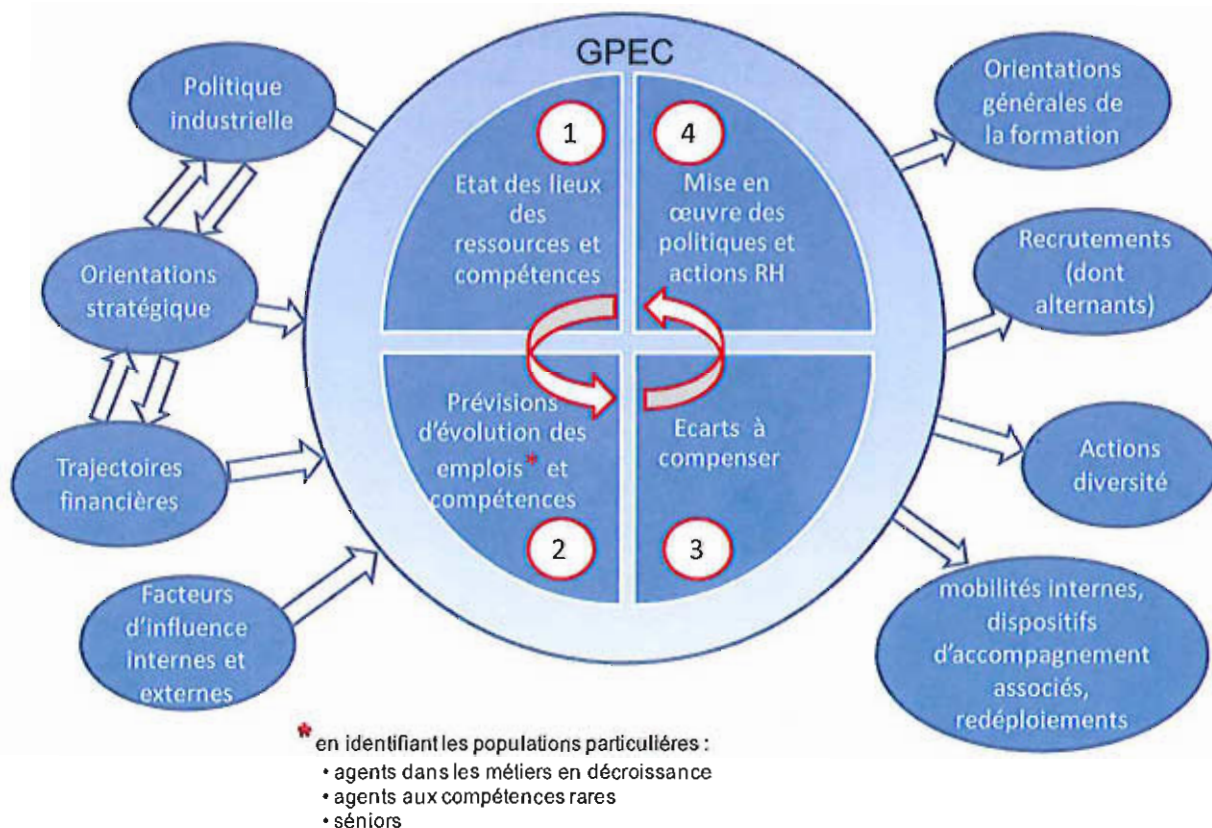 GPEC
Politique
industrielle
Orientations
stratégique
Trajectoires
financières
Facteurs
d'influence
internes et
externes
1
Etat des lieux
des
ressources et
compétences
Prévisions
d'évolution des
emplois* et
compétences
2
Ecarts à
compenser
3
4
Mise en
œuvre des
politiques et
actions RH
Orientations
générales de
la formation
Recrutements
(dont
alternants)
Actions
diversité
mobilités internes,
dispositifs
d'accompagnement
associés,
redéploiements
* en identifiant les populations particuliéres :
• agents dans les métiers en décroissance
• agents aux compétences rares
• séniors